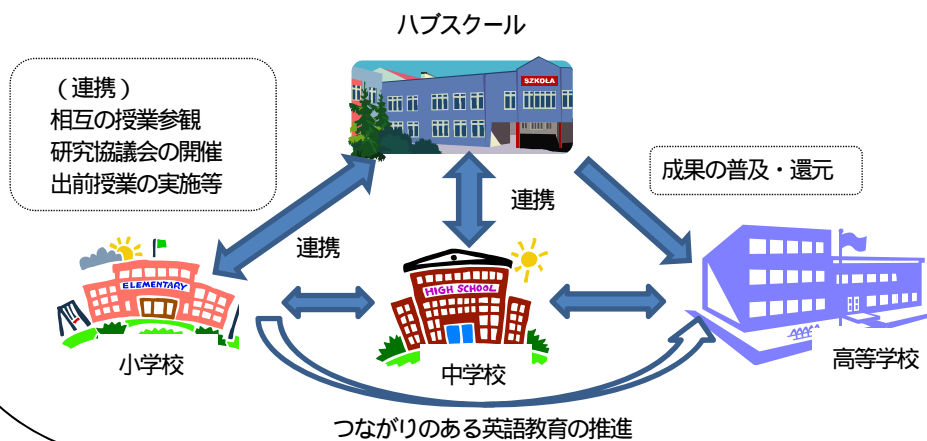 ハブスクール
（連携）
相互の授業参観
研究協議会の開催
出前授業の実施等
SZKOŁA
成果の普及・還元
連携
連携
ELEMENTARY
HIGH SCHOOL
小学校
中学校
高等学校
つながりのある英語教育の推進